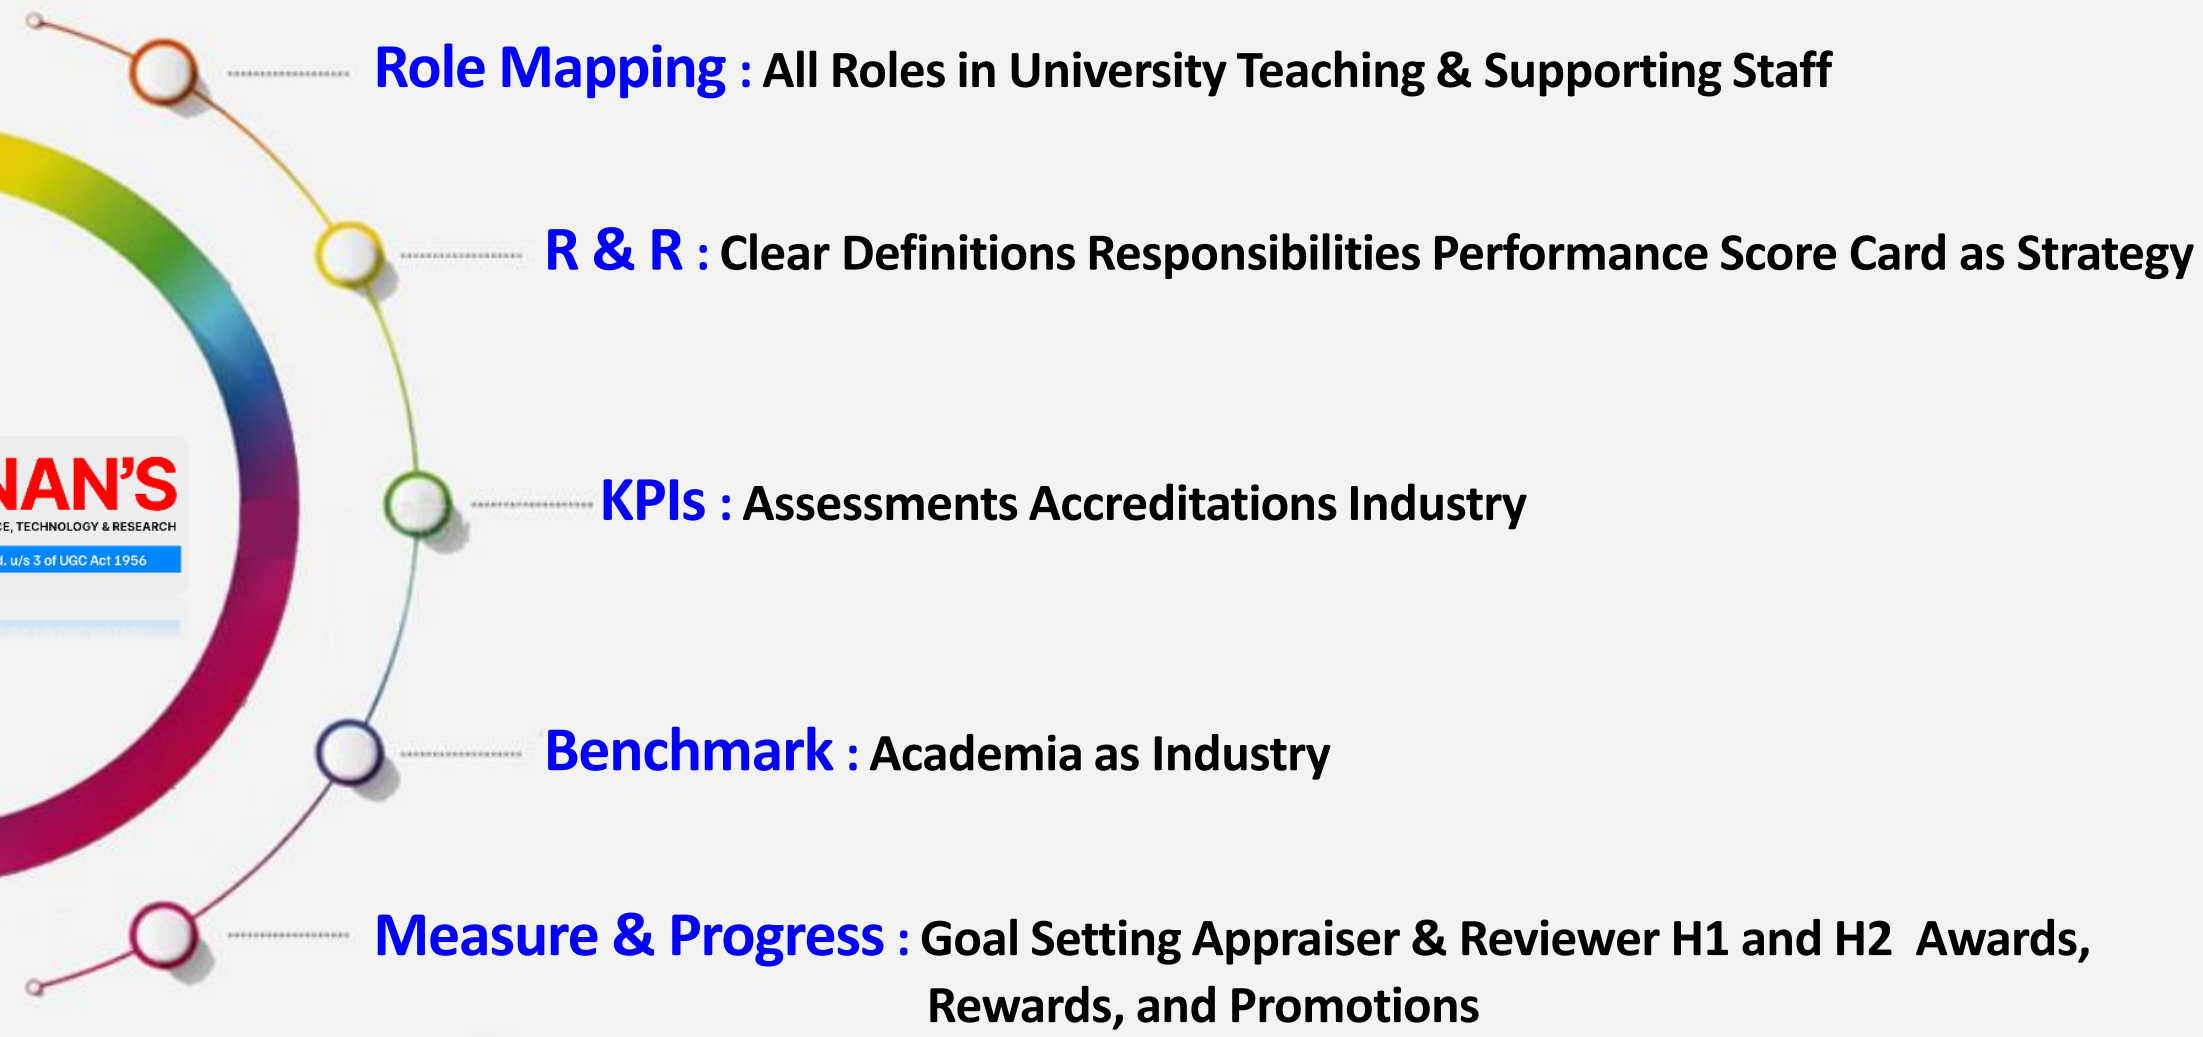 Role Mapping : All Roles in University Teaching & Supporting Staff
R & R : Clear Definitions Responsibilities Performance Score Card as Strategy
NAN'S
CE, TECHNOLOGY & RESEARCH
d. u/s 3 of UGC Act 1956
KPIs : Assessments Accreditations Industry
Benchmark : Academia as Industry
Measure & Progress : Goal Setting Appraiser & Reviewer H1 and H2 Awards,
Rewards, and Promotions